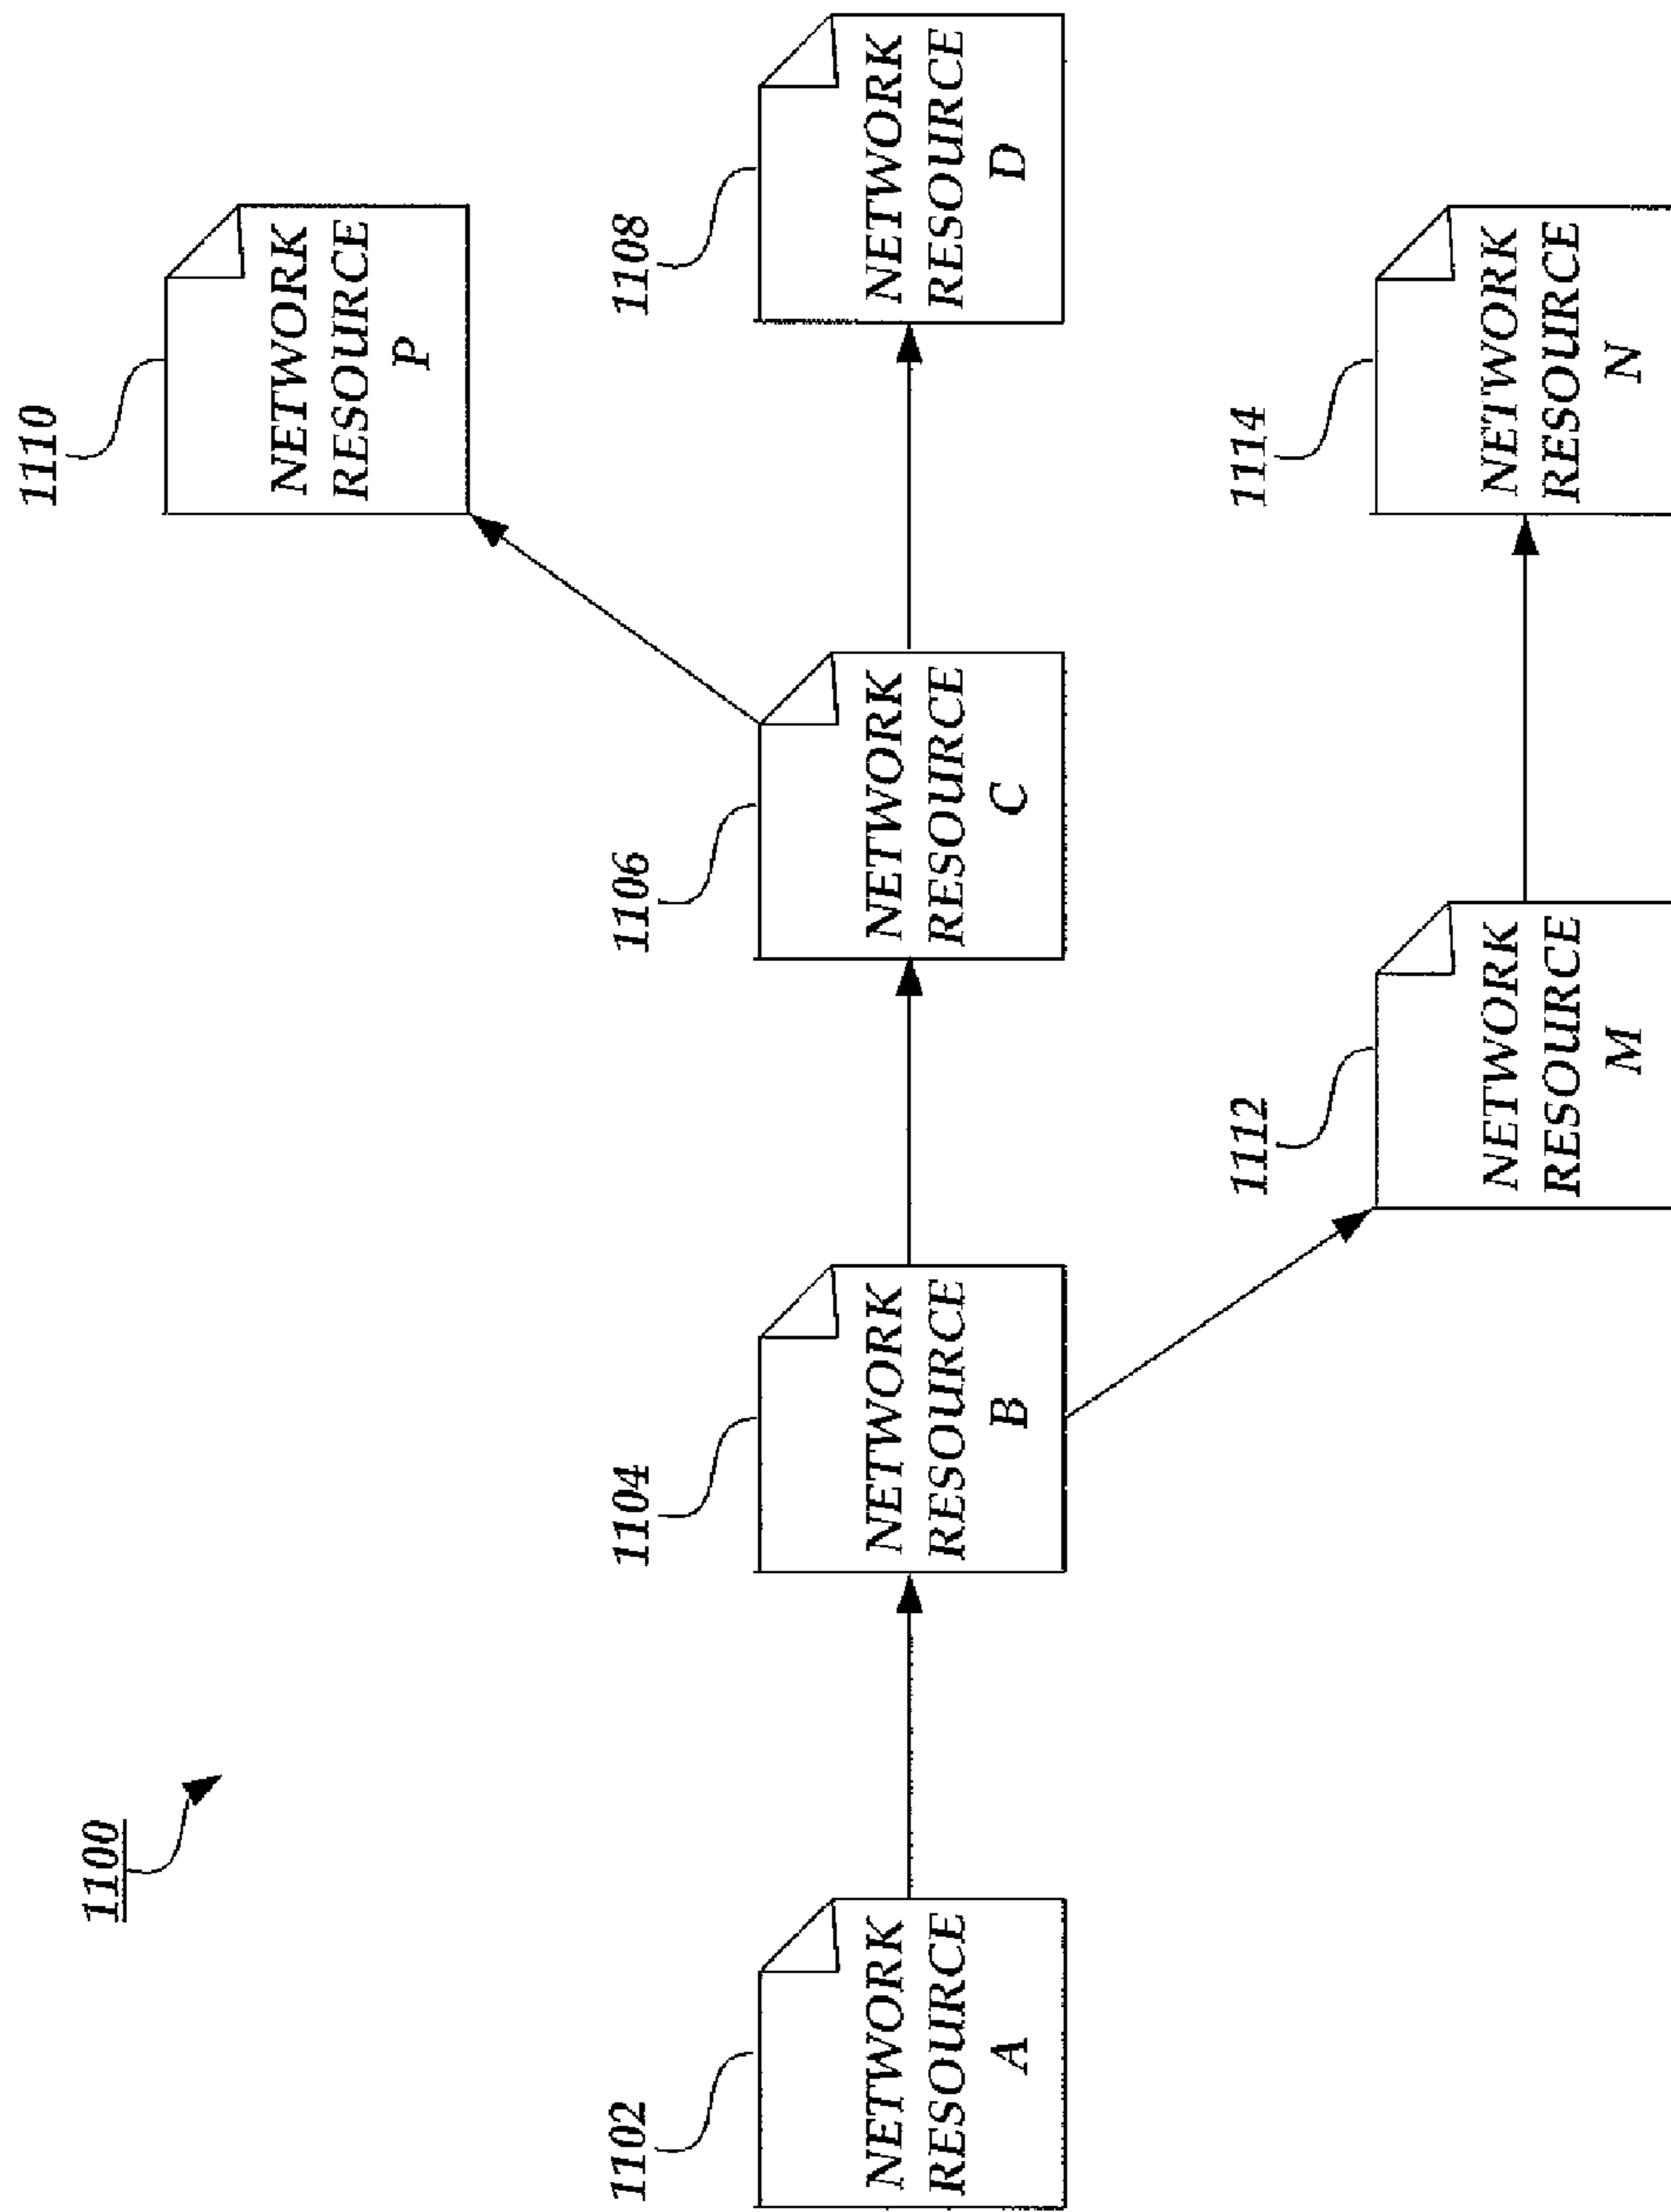 1100
1110
NETWORK
RESOURCE
P
1102
NETWORK
RESOURCE
A
1104
NETWORK
RESOURCE
B
1106
NETWORK
RESOURCE
C
1108
NETWORK
RESOURCE
D
1112
NETWORK
RESOURCE
M
1114
NETWORK
RESOURCE
N